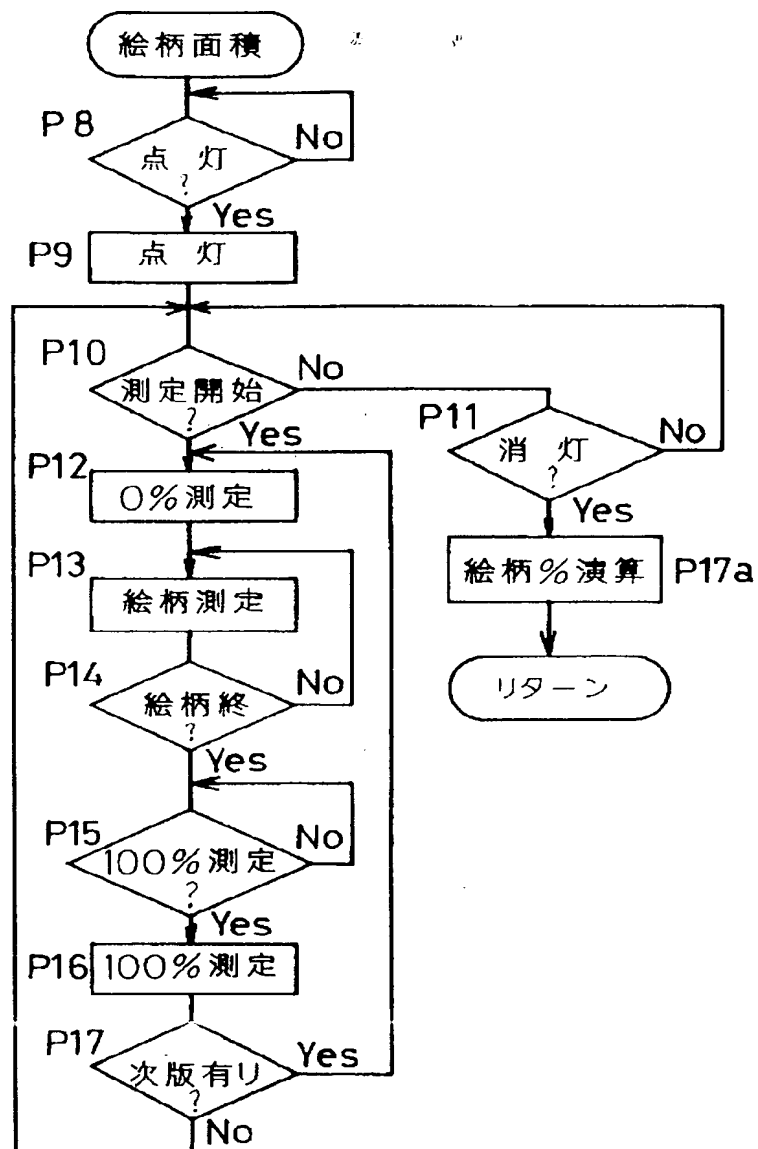 絵柄面積
P8
点灯
?
No
Yes
P9
点灯
P10
測定開始
?
No
Yes
P11
消灯
?
No
Yes
P12
0%測定
P13
絵柄測定
絵柄%演算
P17a
P14
絵柄終
?
No
Yes
リターン
P15
100%測定
?
No
Yes
P16
100%測定
P17
次版有リ
?
Yes
No